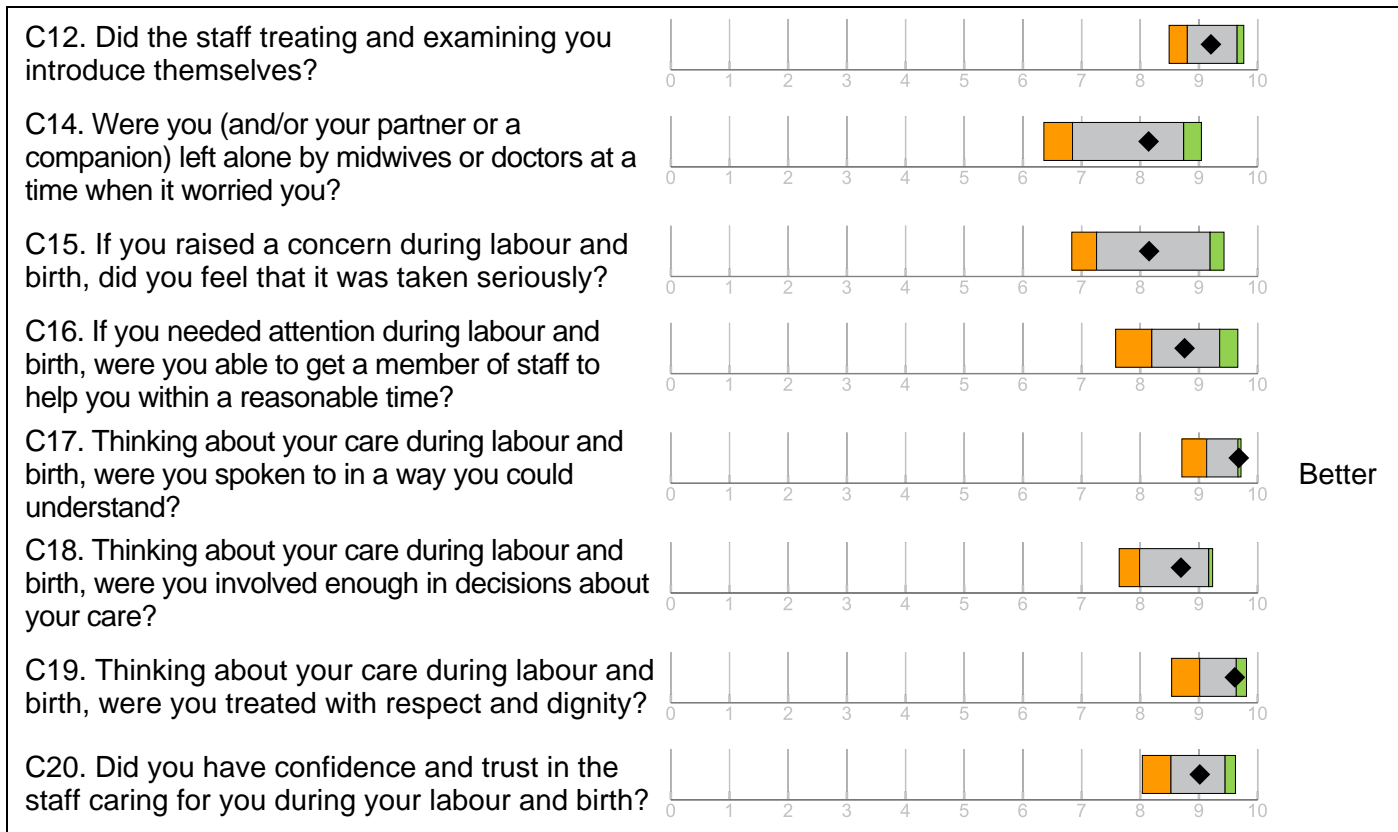 C12. Did the staff treating and examining you
introduce themselves?
0 1 2 3 4 5 6 7 8 9 10
C14. Were you (and/or your partner or a
companion) left alone by midwives or doctors at a
time when it worried you?
0 1 2 3 4 5 6 7 8 9 10
C15. If you raised a concern during labour and
birth, did you feel that it was taken seriously?
0 1 2 3 4 5 6 7 8 9 10
C16. If you needed attention during labour and
birth, were you able to get a member of staff to
help you within a reasonable time?
0 1 2 3 4 5 6 7 8 9 10
C17. Thinking about your care during labour and
birth, were you spoken to in a way you could
understand?
0 1 2 3 4 5 6 7 8 9 10
Better
C18. Thinking about your care during labour and
birth, were you involved enough in decisions about
your care?
0 1 2 3 4 5 6 7 8 9 10
C19. Thinking about your care during labour and
birth, were you treated with respect and dignity?
0 1 2 3 4 5 6 7 8 9 10
C20. Did you have confidence and trust in the
staff caring for you during your labour and birth?
0 1 2 3 4 5 6 7 8 9 10